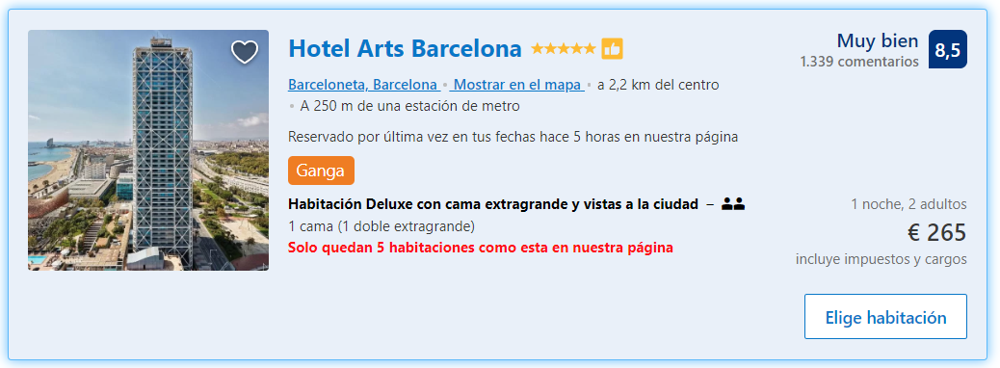 Hotel Arts Barcelona
Muy bien
1.339 comentarios
8,5
Barceloneta, Barcelona • Mostrar en el mapa • a 2,2 km del centro
• A 250 m de una estación de metro
Reservado por última vez en tus fechas hace 5 horas en nuestra página
Ganga
Habitación Deluxe con cama extragrande y vistas a la ciudad –
1 noche, 2 adultos
1 cama (1 doble extragrande)
€ 265
Solo quedan 5 habitaciones como esta en nuestra página
incluye impuestos y cargos
Elige habitación